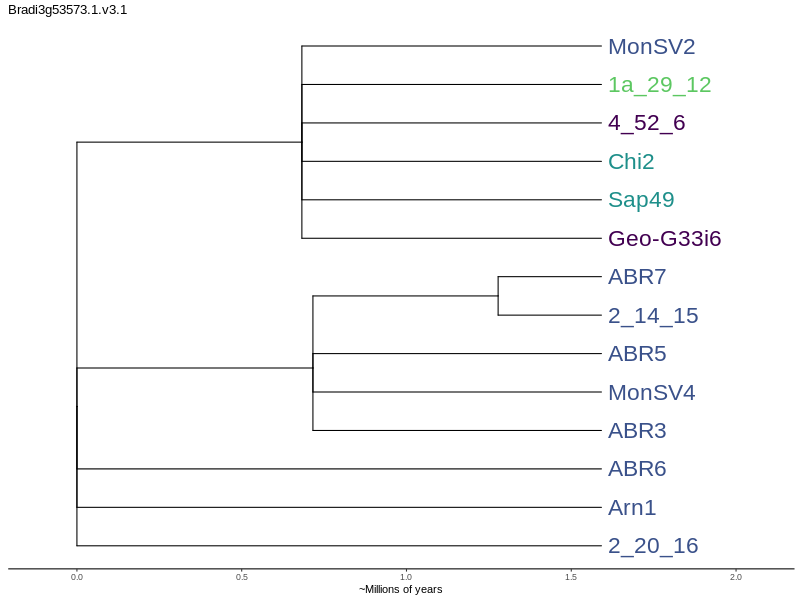 Bradi3g53573.1.v3.1
MonSV2
1a_29_12
4_52_6
Chi2
Sap49
Geo-G33i6
ABR7
2_14_15
ABR5
MonSV4
ABR3
ABR6
Arn1
2_20_16
0.0 0.5 1.0 1.5 2.0
~Millions of years